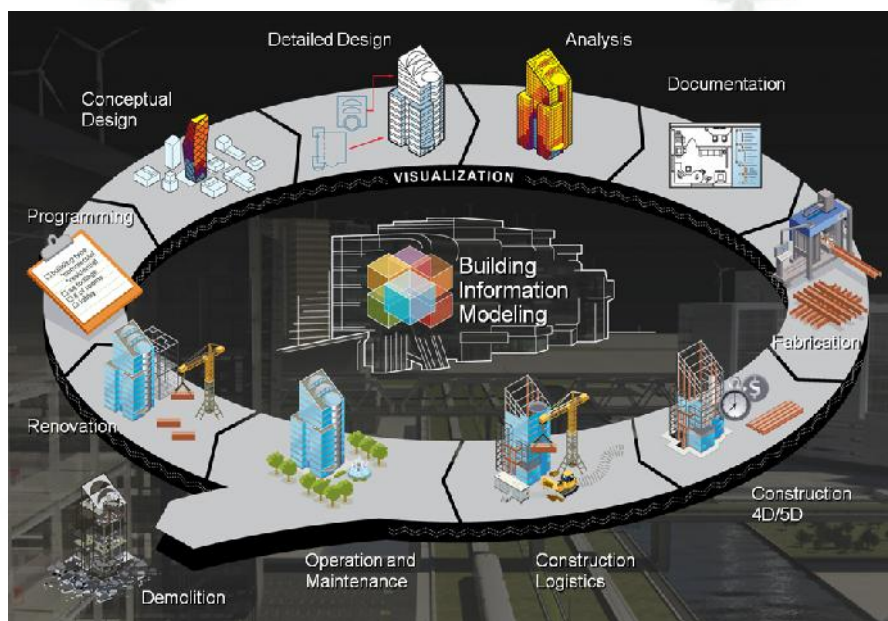 Detailed Design
Analysis
Documentation
Conceptual
Design
VISUALIZATION
Programming
Building
Information
Modeling
Fabrication
Renovation
$
Construction
4D/5D
Operation and
Maintenance
Construction
Logistics
Demolition